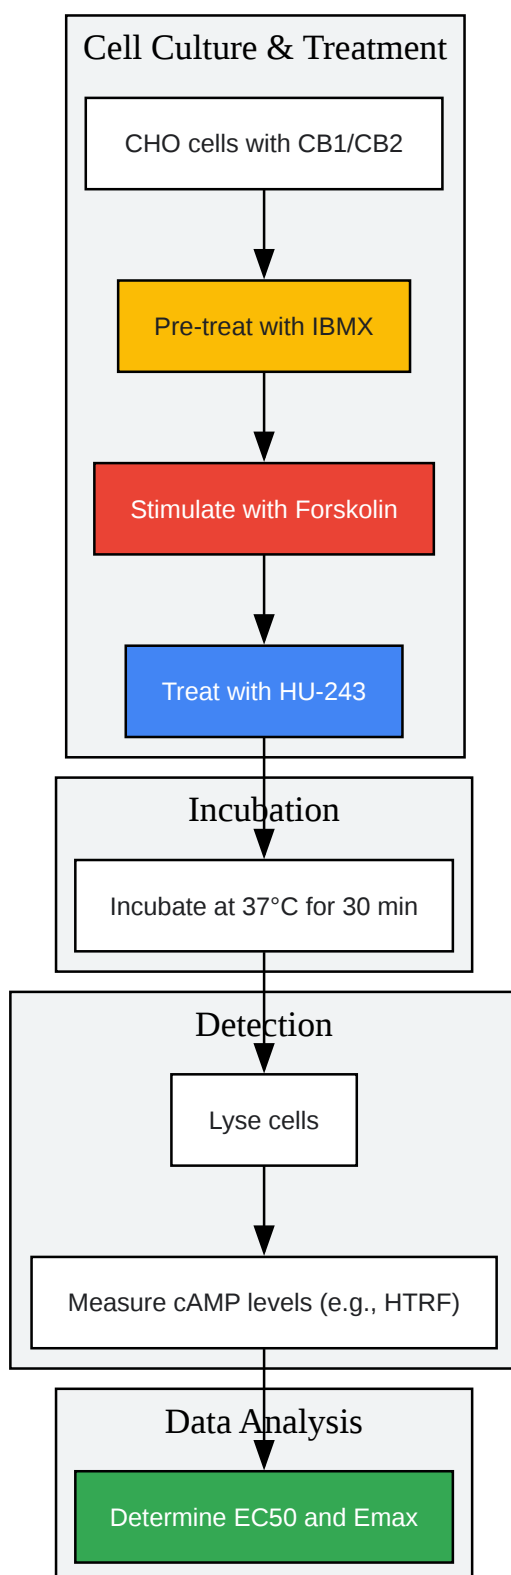 Cell Culture & Treatment
CHO cells with CB1/CB2
Pre-treat with IBMX
Stimulate with Forskolin
Treat with HU-243
Incubation
Incubate at 37°C for 30 min
Detection
Lyse cells
Measure cAMP levels (e.g., HTRF)
Data Analysis
Determine EC50 and Emax